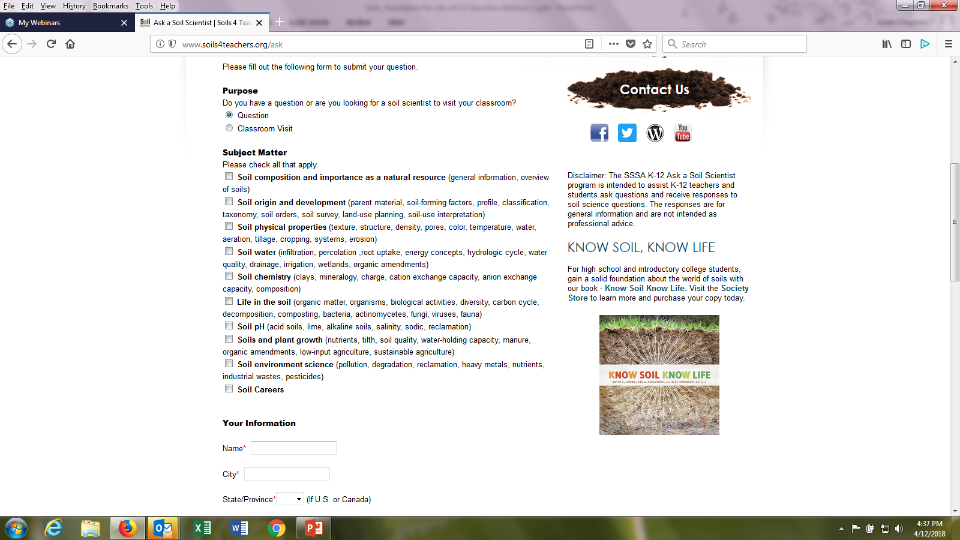 File Edit View History Bookmarks Tools Help
My Webinars
Ask a Soil Scientist | Soils 4 Tea
www.soils4teachers.org/ask
Search
Please fill out the following form to submit your question.
Purpose
Do you have a question or are you looking for a soil scientist to visit your classroom?
Question
Classroom Visit
Subject Matter
Please check all that apply.
Soil composition and importance as a natural resource (general information, overview
of soils)
Soil origin and development (parent material, soil-forming factors, profile, classification,
taxonomy, soil orders, soil survey, land-use planning, soil-use interpretation)
Soil physical properties (texture, structure, density, pores, color, temperature, water,
aeration, tillage, cropping, systems, erosion)
Soil water (infiltration, percolation ,root uptake, energy concepts, hydrologic cycle, water
quality, drainage, irrigation, wetlands, organic amendments)
Soil chemistry (clays, mineralogy, charge, cation exchange capacity, anion exchange
capacity, composition)
Life in the soil (organic matter, organisms, biological activities, diversity, carbon cycle,
decomposition, composting, bacteria, actinomycetes, fungi, viruses, fauna)
Soil pH (acid soils, lime, alkaline soils, salinity, sodic, reclamation)
Soils and plant growth (nutrients, tilth, soil quality, water-holding capacity, manure,
organic amendments, low-input agriculture, sustainable agriculture)
Soil environment science (pollution, degradation, reclamation, heavy metals, nutrients,
industrial wastes, pesticides)
Soil Careers
Your Information
Name*
City*
State/Province* (If U.S. or Canada)
Contact Us
You
Tube
Disclaimer: The SSSA K-12 Ask a Soil Scientist
program is intended to assist K-12 teachers and
students ask questions and receive responses to
soil science questions. The responses are for
general information and are not intended as
professional advice.
KNOW SOIL, KNOW LIFE
For high school and introductory college students,
gain a solid foundation about the world of soils with
our book - Know Soil Know Life. Visit the Society
Store to learn more and purchase your copy today.
KNOW SOIL KNOW LIFE
4:37 PM
4/12/2018